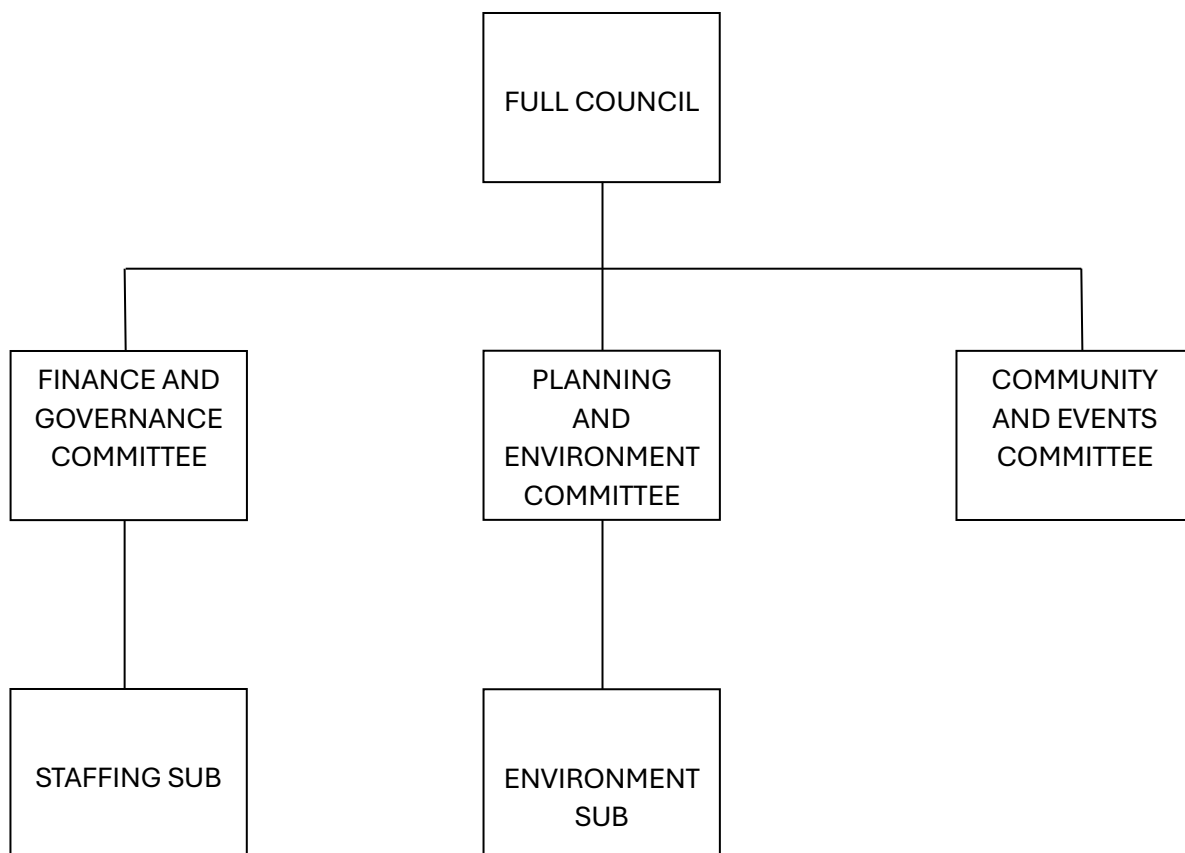 FULL COUNCIL
FINANCE AND
GOVERNANCE
COMMITTEE
PLANNING
AND
ENVIRONMENT
COMMITTEE
COMMUNITY
AND EVENTS
COMMITTEE
STAFFING SUB
ENVIRONMENT
SUB